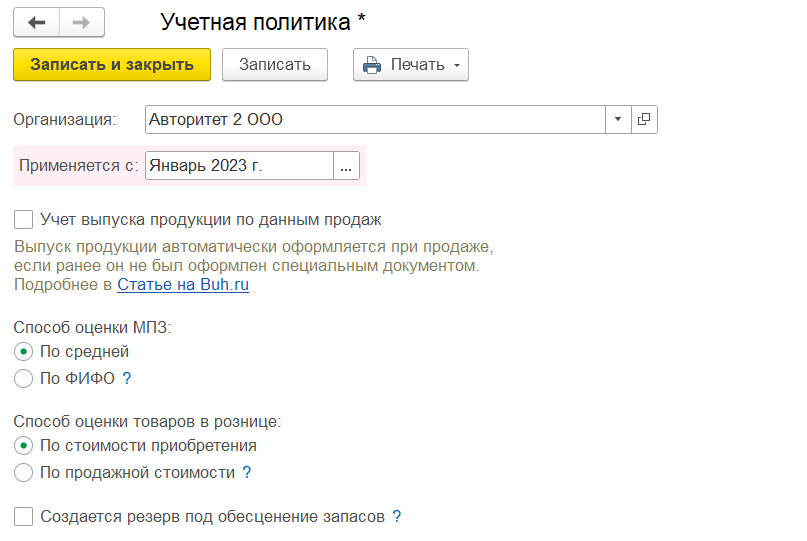 Учетная политика *
Записать и закрыть Записать Печать
Организация: Авторитет 2 ООО
Применяется с: Январь 2023 г. ...
Учет выпуска продукции по данным продаж
Выпуск продукции автоматически оформляется при продаже,
если ранее он не был оформлен специальным документом.
Подробнее в Статье на Buh.ru
Способ оценки МПЗ:
По средней
По ФИФО ?
Способ оценки товаров в рознице:
По стоимости приобретения
По продажной стоимости ?
Создается резерв под обесценение запасов ?